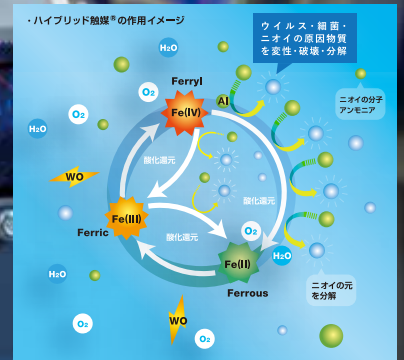 ・ハイブリッド触媒®の作用イメージ
ウイルス・細菌・
ニオイの原因物質
を変性・破壊・分解
H₂O
Ferryl
O₂
Fe(IV)
Al
ニオイの分子
アンモニア
O₂
H₂O
酸化還元
WO
酸化還元
Fe(III)
Ferric
酸化還元
O₂
H₂O
Fe(II)
Ferrous
H₂O
ニオイの元
を分解
O₂
WO
O₂